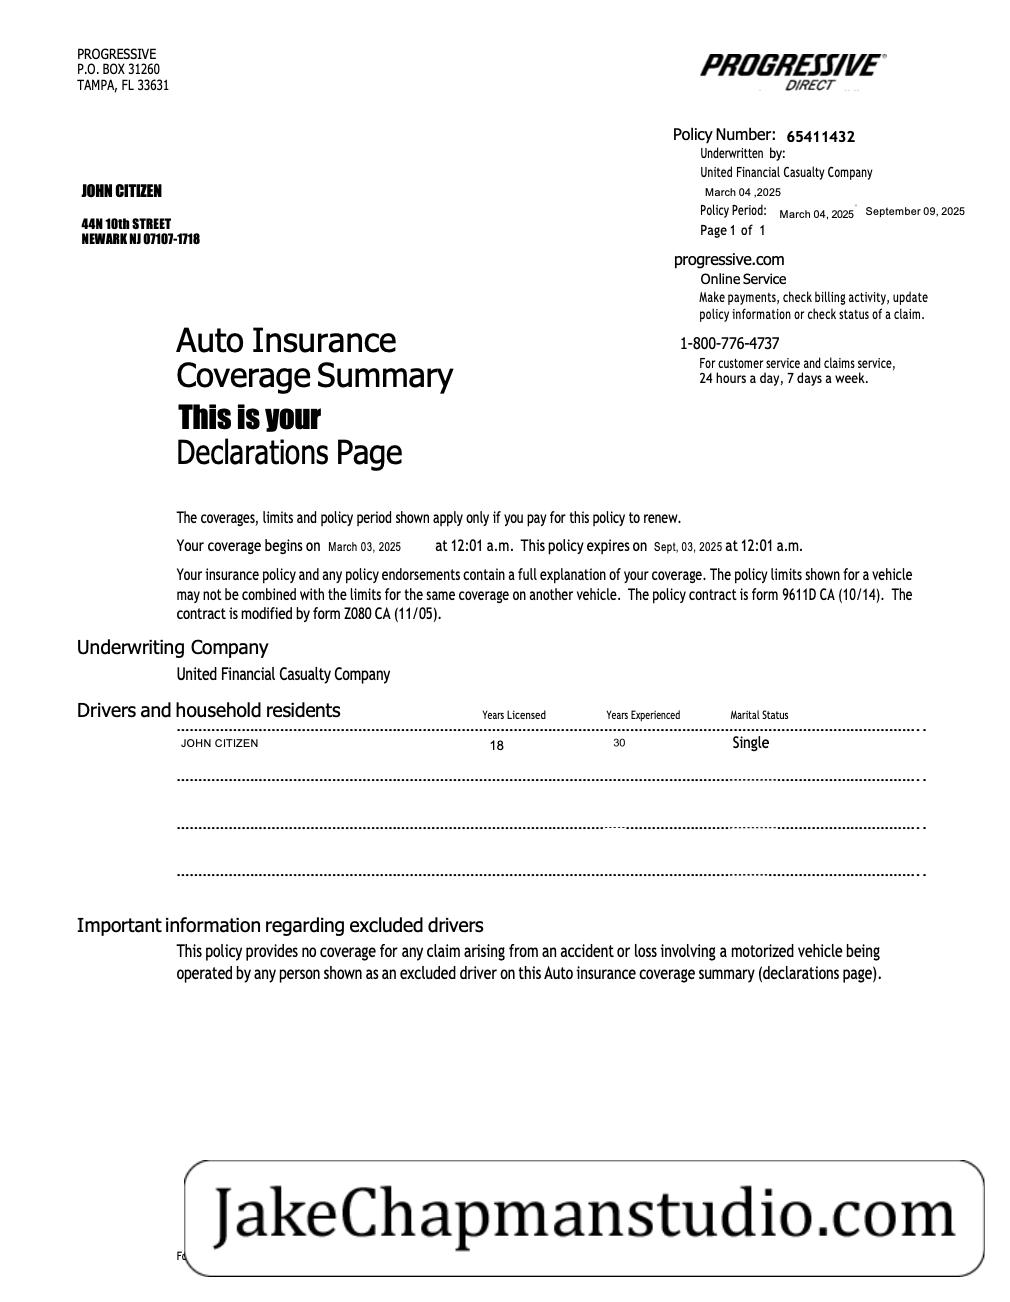 PROGRESSIVE
P.O. BOX 31260
TAMPA, FL 33631
PROGRESSIVE®
DIRECT
Policy Number: 65411432
Underwritten by:
United Financial Casualty Company
March 04 ,2025
Policy Period: March 04, 2025 - September 09, 2025
Page 1 of 1
JOHN CITIZEN
44N 10th STREET
NEWARK NJ 07107-1718
progressive.com
Online Service
Make payments, check billing activity, update
policy information or check status of a claim.
1-800-776-4737
For customer service and claims service,
24 hours a day, 7 days a week.
Auto Insurance
Coverage Summary
This is your
Declarations Page
The coverages, limits and policy period shown apply only if you pay for this policy to renew.
Your coverage begins on March 03, 2025 at 12:01 a.m. This policy expires on Sept, 03, 2025 at 12:01 a.m.
Your insurance policy and any policy endorsements contain a full explanation of your coverage. The policy limits shown for a vehicle
may not be combined with the limits for the same coverage on another vehicle. The policy contract is form 9611D CA (10/14). The
contract is modified by form Z080 CA (11/05).
Underwriting Company
United Financial Casualty Company
Drivers and household residents Years Licensed Years Experienced Marital Status
JOHN CITIZEN 18 30 Single
Important information regarding excluded drivers
This policy provides no coverage for any claim arising from an accident or loss involving a motorized vehicle being
operated by any person shown as an excluded driver on this Auto insurance coverage summary (declarations page).
JakeChapmanstudio.com